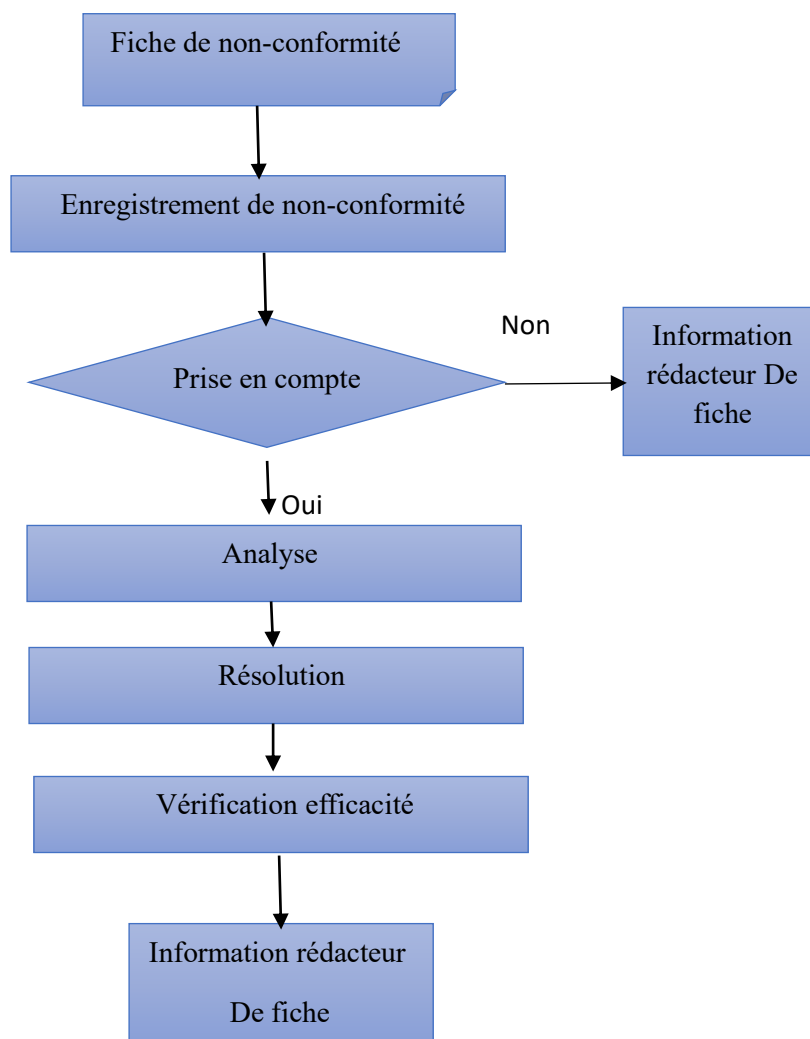 Fiche de non-conformité
Enregistrement de non-conformité
Prise en compte
Non
Information
rédacteur De
fiche
Oui
Analyse
Résolution
Vérification efficacité
Information rédacteur
De fiche